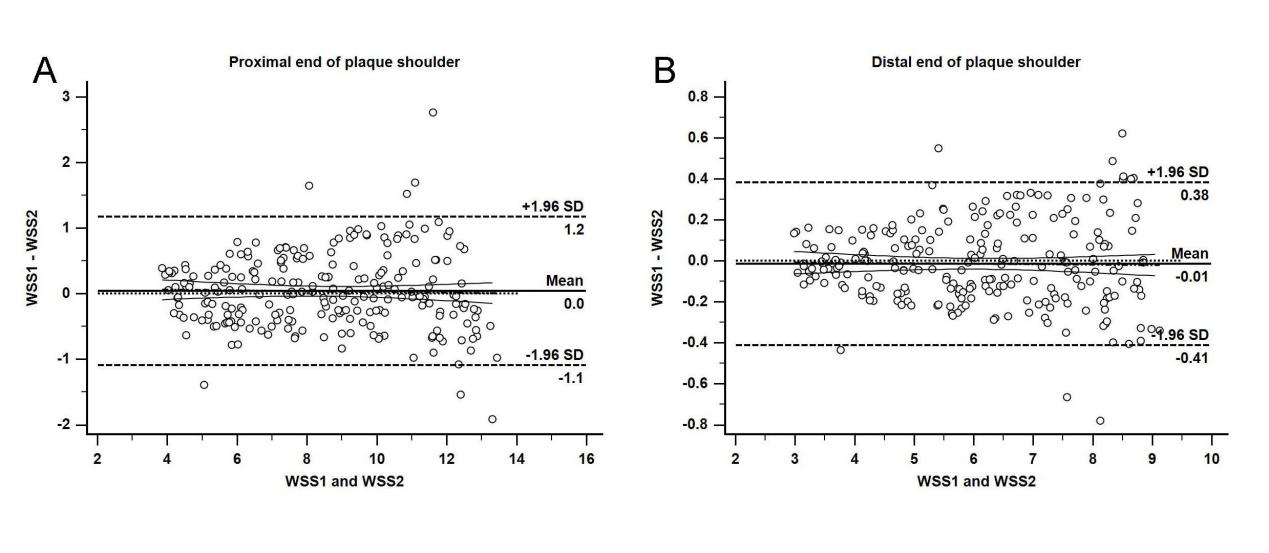 A
Proximal end of plaque shoulder
3
2
1
0
-1
-2
WSS1 - WSS2
+1.96 SD
1.2
Mean
0.0
-1.96 SD
-1.1
2 4 6 8 10 12 14 16
WSS1 and WSS2
B
Distal end of plaque shoulder
0.8
0.6
0.4
0.2
0.0
-0.2
-0.4
-0.6
-0.8
WSS1 - WSS2
+1.96 SD
0.38
Mean
-0.01
-1.96 SD
-0.41
2 3 4 5 6 7 8 9 10
WSS1 and WSS2